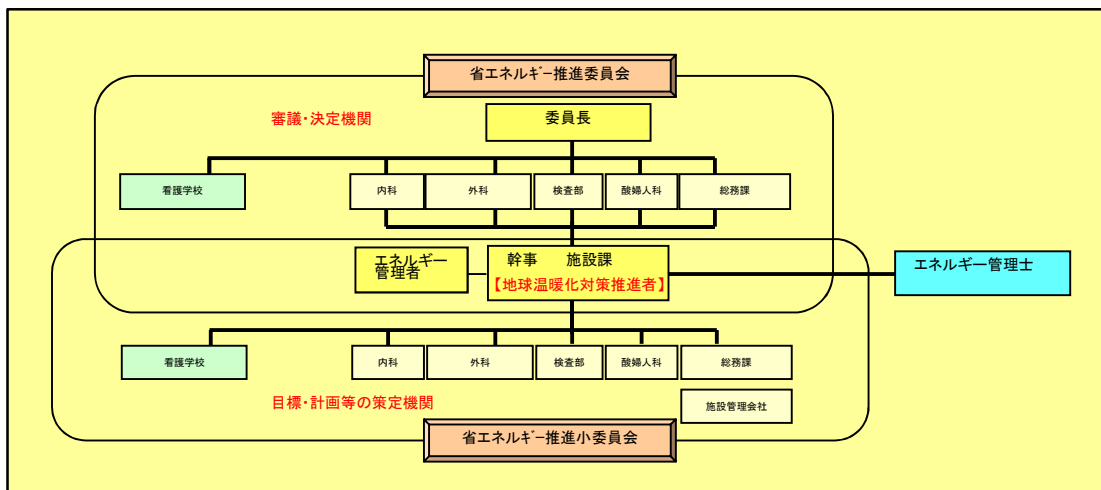 省エネルギー推進委員会
審議・決定機関
委員長
看護学校
内科
外科
検査部
酸婦人科
総務課
エネルギー
管理者
幹事　施設課
【地球温暖化対策推進者】
エネルギー管理士
看護学校
内科
外科
検査部
酸婦人科
総務課
目標・計画等の策定機関
施設管理会社
省エネルギー推進小委員会